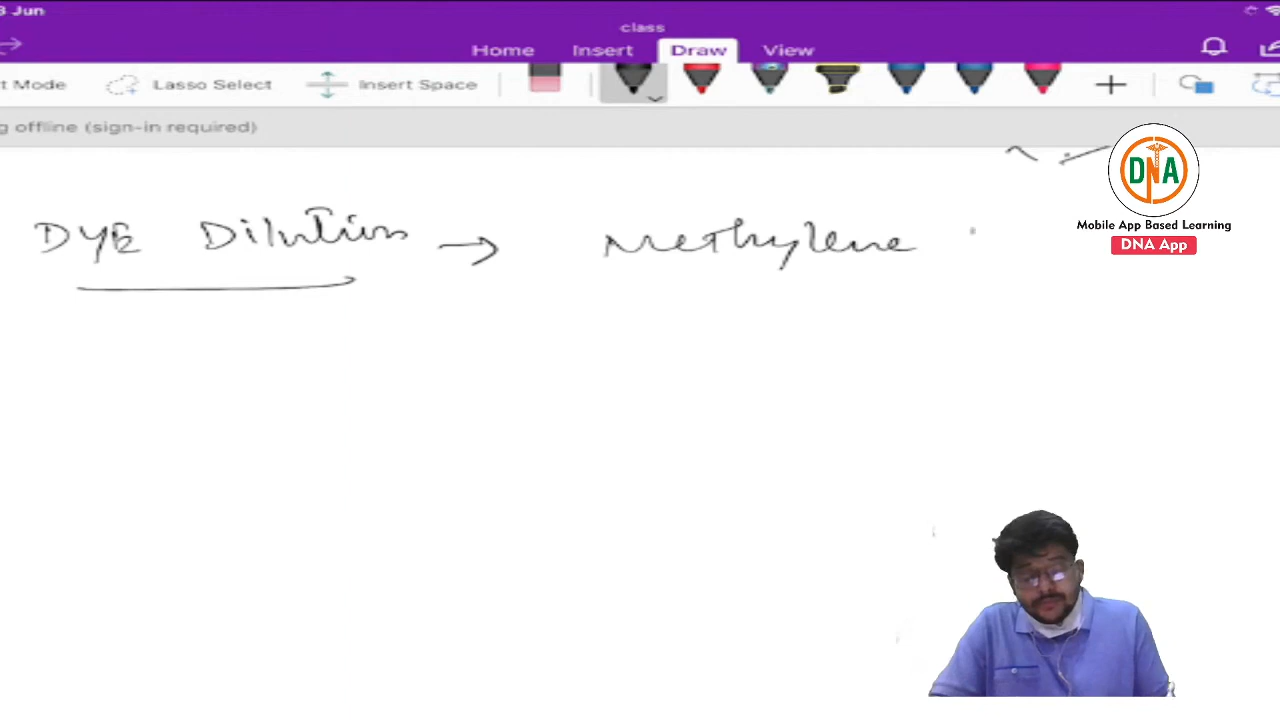 3 Jun
class
Home Insert Draw View
t Mode Lasso Select Insert Space
g offline (sign-in required)
DNA
Mobile App Based Learning
DNA App
DYE Dilution → Methylene